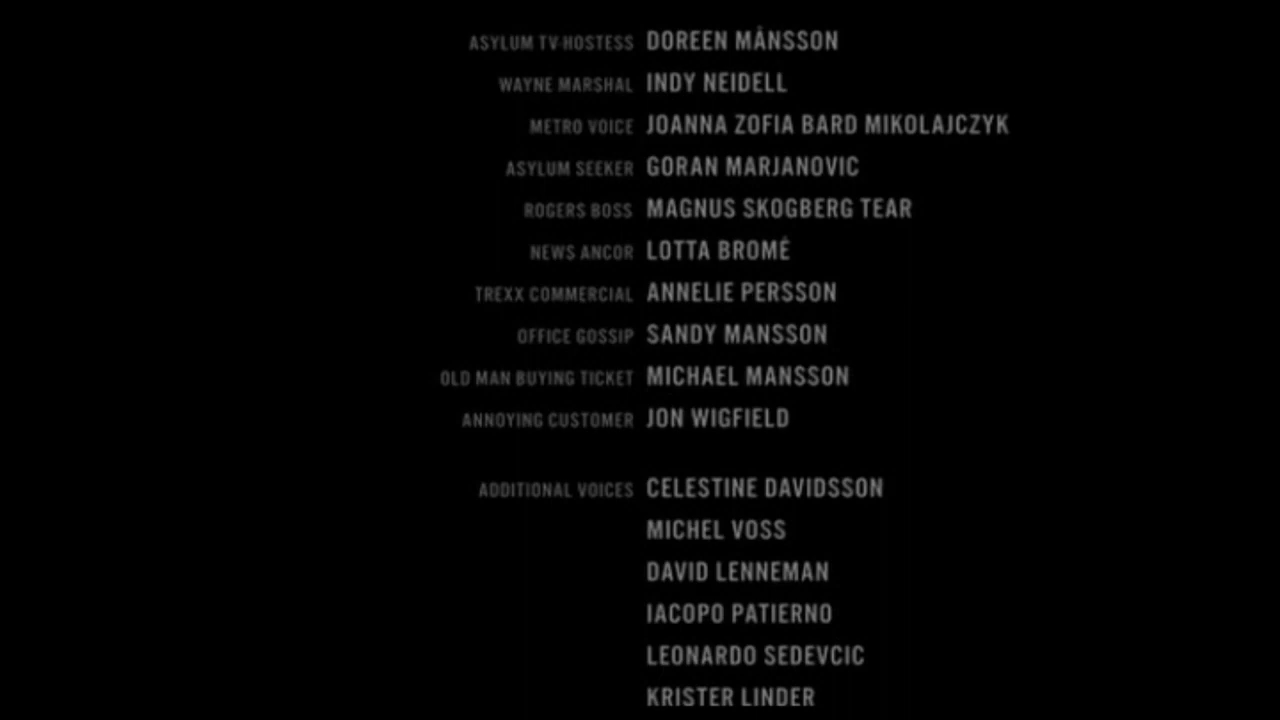 ASYLUM TV-HOSTESS DOREEN MÅNSSON
WAYNE MARSHAL INDY NEIDELL
METRO VOICE JOANNA ZOFIA BARD MIKOLAJCZYK
ASYLUM SEEKER GORAN MARJANOVIC
ROGERS BOSS MAGNUS SKOGBERG TEAR
NEWS ANCOR LOTTA BROMÉ
TREXX COMMERCIAL ANNELIE PERSSON
OFFICE GOSSIP SANDY MANSSON
OLD MAN BUYING TICKET MICHAEL MANSSON
ANNOYING CUSTOMER JON WIGFIELD
ADDITIONAL VOICES CELESTINE DAVIDSSON
MICHEL VOSS
DAVID LENNEMAN
IACOPO PATIERNO
LEONARDO SEDEVCIC
KRISTER LINDER